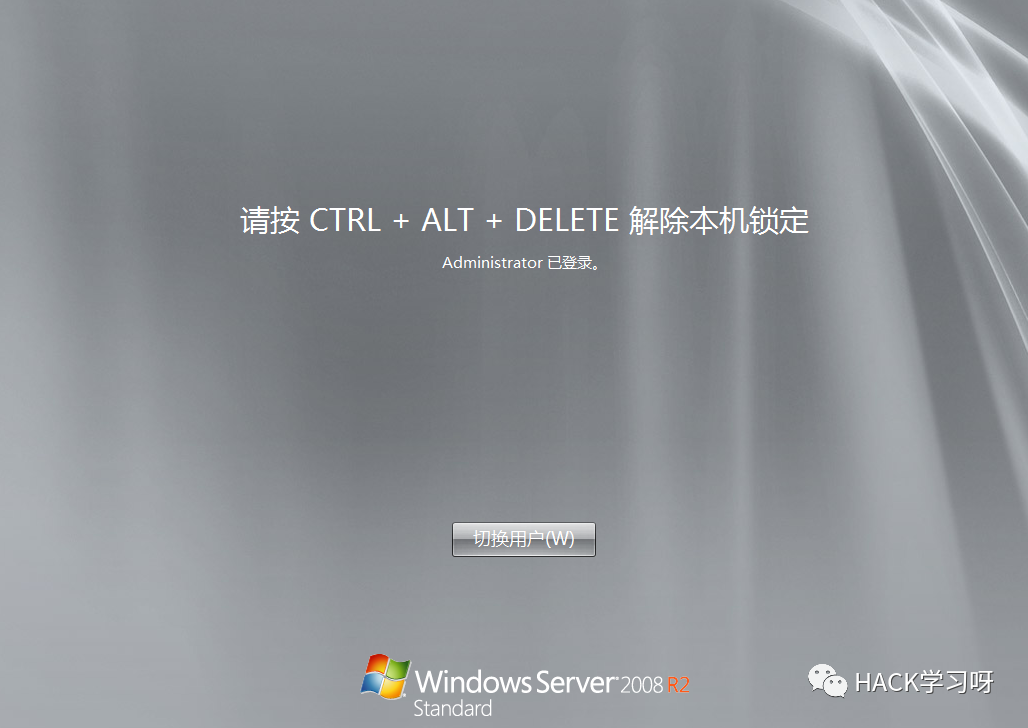 请按 CTRL + ALT + DELETE 解除本机锁定
Administrator 已登录。
切换用户(W)
Windows Server 2008 R2
Standard
HACK学习呀